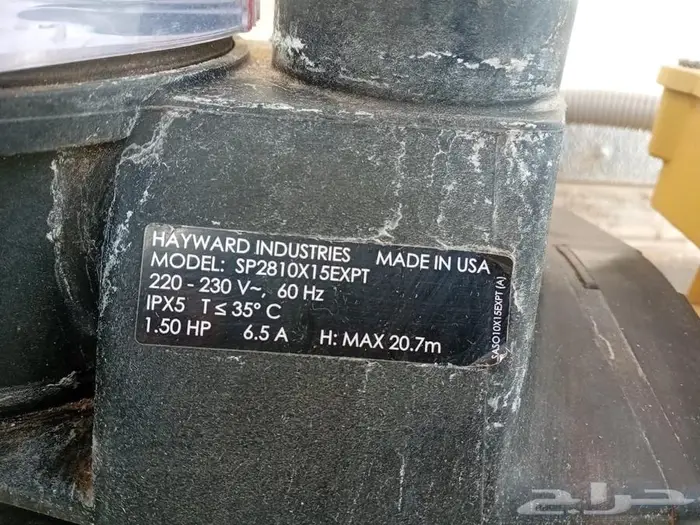 HAYWARD INDUSTRIES MADE IN USA
MODEL: SP2810X15EXPT
220 - 230 V~, 60 Hz
IPX5 T ≤ 35° C
1.50 HP 6.5 A H: MAX 20.7m
SASO10X15EXPT (A)
حراج